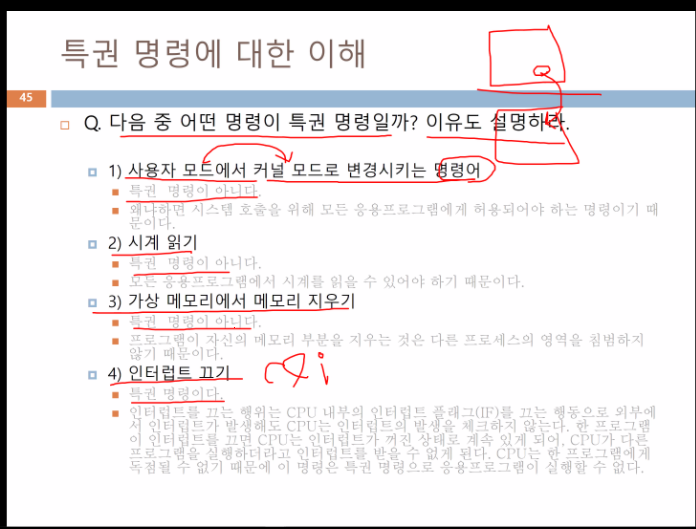 특권 명령에 대한 이해
45
Q. 다음 중 어떤 명령이 특권 명령일까? 이유도 설명하라.
1) 사용자 모드에서 커널 모드로 변경시키는 명령어
특권 명령이 아니다.
왜냐하면 시스템 호출을 위해 모든 응용프로그램에게 허용되어야 하는 명령이기 때
문이다.
2) 시계 읽기
특권 명령이 아니다.
모든 응용프로그램에서 시계를 읽을 수 있어야 하기 때문이다.
3) 가상 메모리에서 메모리 지우기
특권 명령이 아니다.
프로그램이 자신의 메모리 부분을 지우는 것은 다른 프로세스의 영역을 침범하지
않기 때문이다.
4) 인터럽트 끄기 cli
특권 명령이다.
인터럽트를 끄는 행위는 CPU 내부의 인터럽트 플래그(IF)를 끄는 행동으로 외부에
서 인터럽트가 발생해도 CPU는 인터럽트의 발생을 체크하지 않는다. 한 프로그램
이 인터럽트를 끄면 CPU는 인터럽트가 꺼진 상태로 계속 있게 되어, CPU가 다른
프로그램을 실행하더라고 인터럽트를 받을 수 없게 된다. CPU는 한 프로그램에게
독점될 수 없기 때문에 이 명령은 특권 명령으로 응용프로그램이 실행할 수 없다.